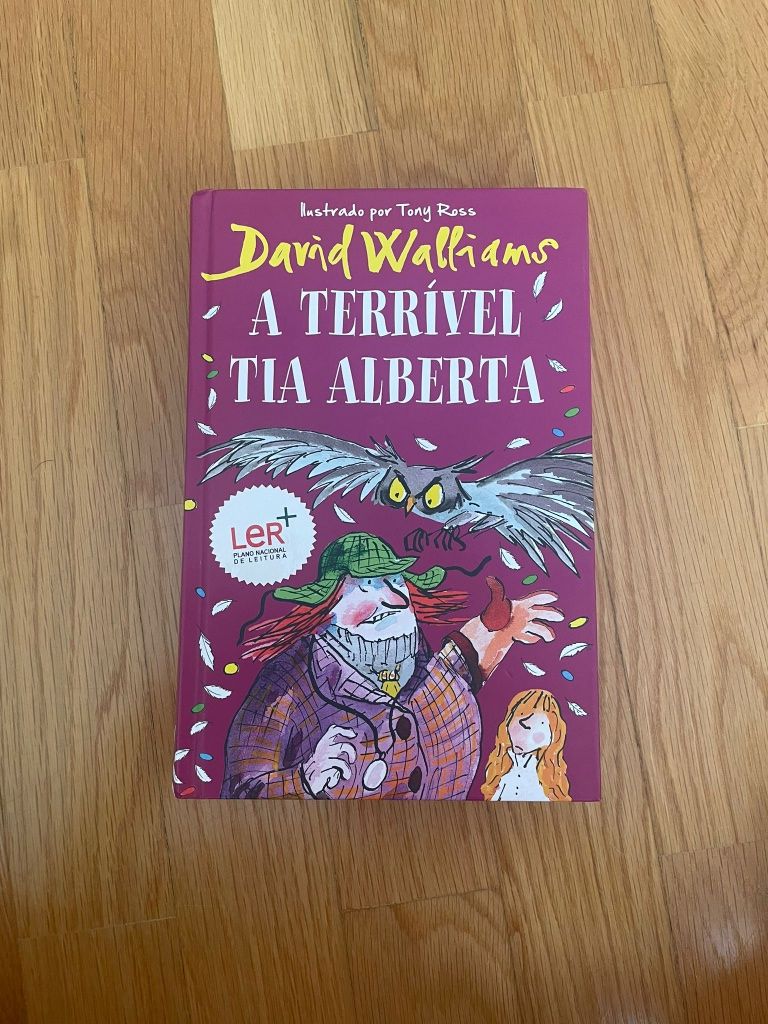 Ilustrado por Tony Ross
David Walliams
A TERRÍVEL
TIA ALBERTA
LeR+
PLANO NACIONAL
DE LEITURA